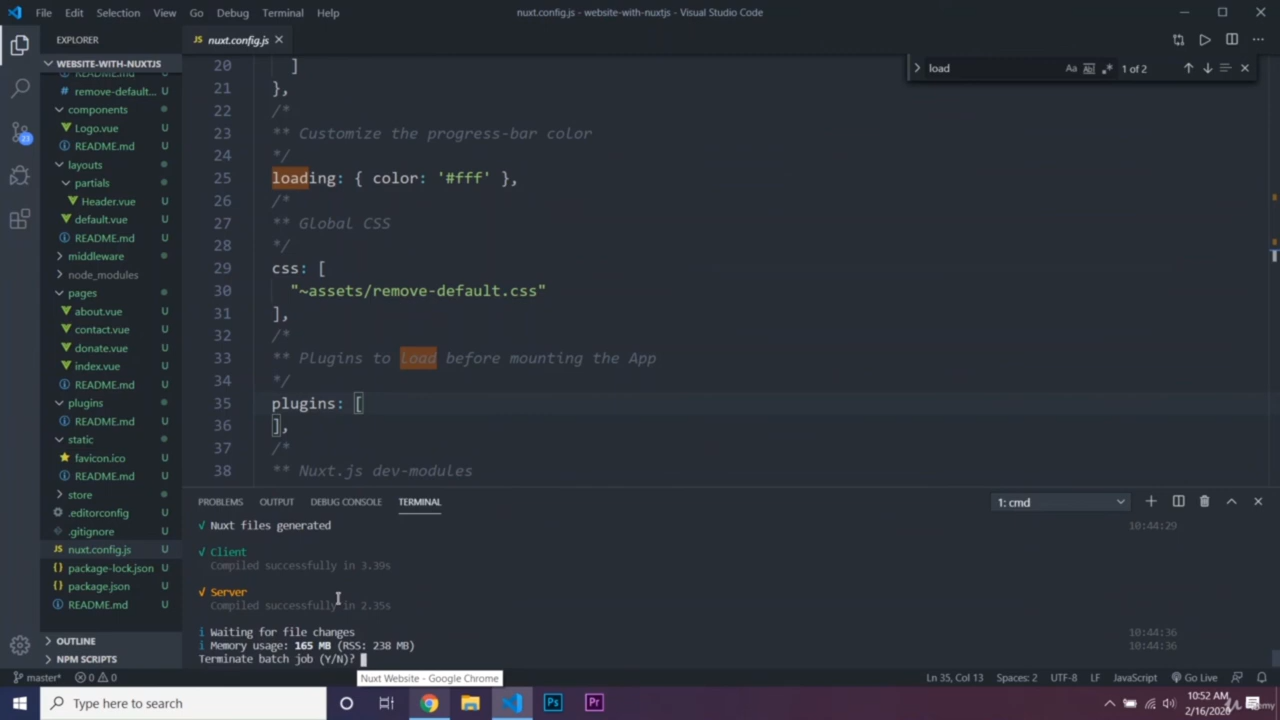 File Edit Selection View Go Debug Terminal Help
nuxt.config.js - website-with-nuxtjs - Visual Studio Code
EXPLORER
JS nuxt.config.js
WEBSITE-WITH-NUXTJS
README.md U
# remove-default... U
components
Logo.vue U
README.md U
layouts
partials
Header.vue U
default.vue U
README.md U
middleware
node_modules
pages
about.vue U
contact.vue U
donate.vue U
index.vue U
README.md U
plugins
README.md U
static
favicon.ico U
README.md U
store
.editorconfig U
.gitignore U
JS nuxt.config.js U
package-lock.json U
package.json U
README.md U
OUTLINE
NPM SCRIPTS
23
load
Aa Abl .* 1 of 2
20 ]
21 },
22 /*
23 ** Customize the progress-bar color
24 */
25 loading: { color: '#fff' },
26 /*
27 ** Global CSS
28 */
29 css: [
30 "~assets/remove-default.css"
31 ],
32 /*
33 ** Plugins to load before mounting the App
34 */
35 plugins: [
36 ],
37 /*
38 ** Nuxt.js dev-modules
PROBLEMS OUTPUT DEBUG CONSOLE TERMINAL
1: cmd
√ Nuxt files generated 10:44:29
√ Client
Compiled successfully in 3.39s
√ Server
Compiled successfully in 2.35s
i Waiting for file changes 10:44:36
i Memory usage: 165 MB (RSS: 238 MB) 10:44:36
Terminate batch job (Y/N)?
Nuxt Website - Google Chrome
master* 0 0
Ln 35, Col 13 Spaces: 2 UTF-8 LF JavaScript Go Live
Type here to search
Ps
Pr
10:52 AM
2/16/2020